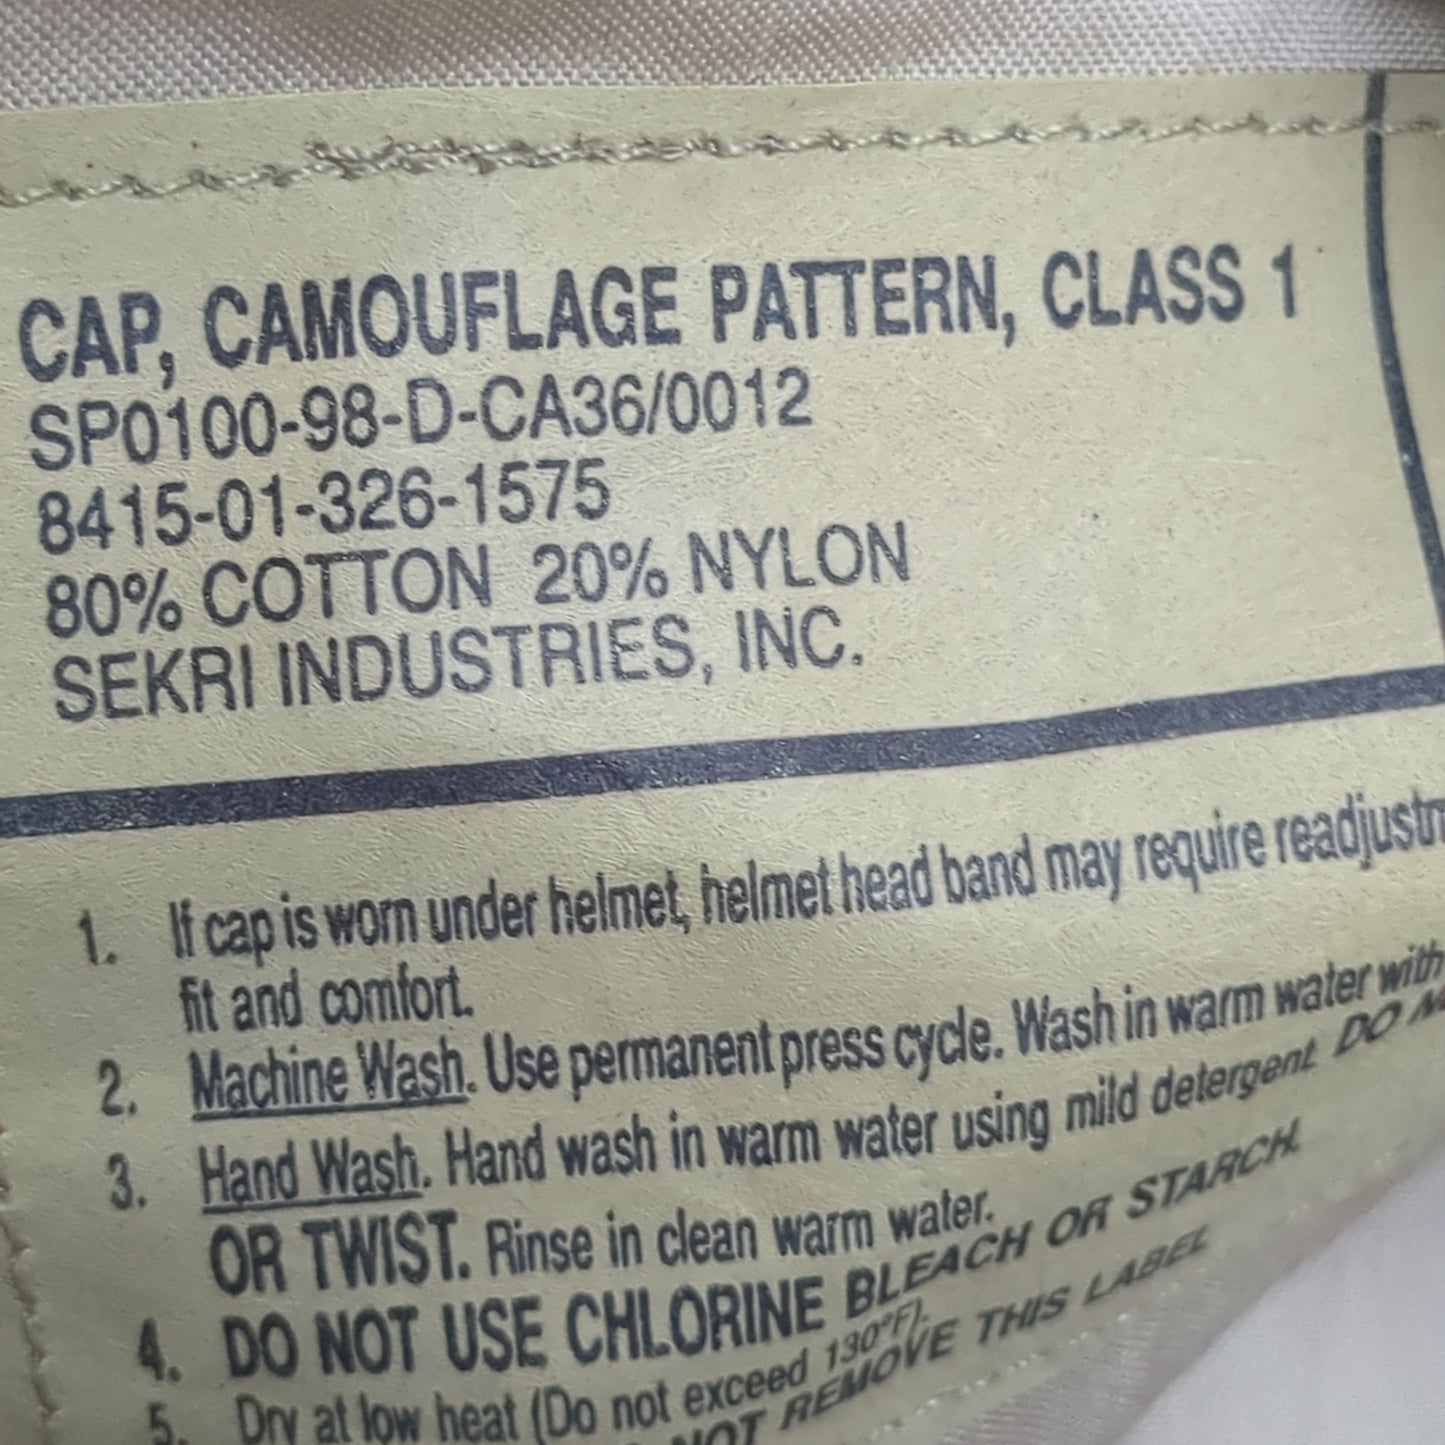 CAP, CAMOUFLAGE PATTERN, CLASS 1
SP0100-98-D-CA36/0012
8415-01-326-1575
80% COTTON 20% NYLON
SEKRI INDUSTRIES, INC.
1. If cap is worn under helmet, helmet head band may require
fit and comfort.
2. Machine Wash. Use permanent press cycle. Wash in warm water with
3. Hand Wash. Hand wash in warm water using mild detergent. DO
OR TWIST. Rinse in clean warm water.
4. DO NOT USE CHLORINE BLEACH OR STARCH.
5. Dry at low heat (Do not exceed 130°F).
NOT REMOVE THIS LABEL